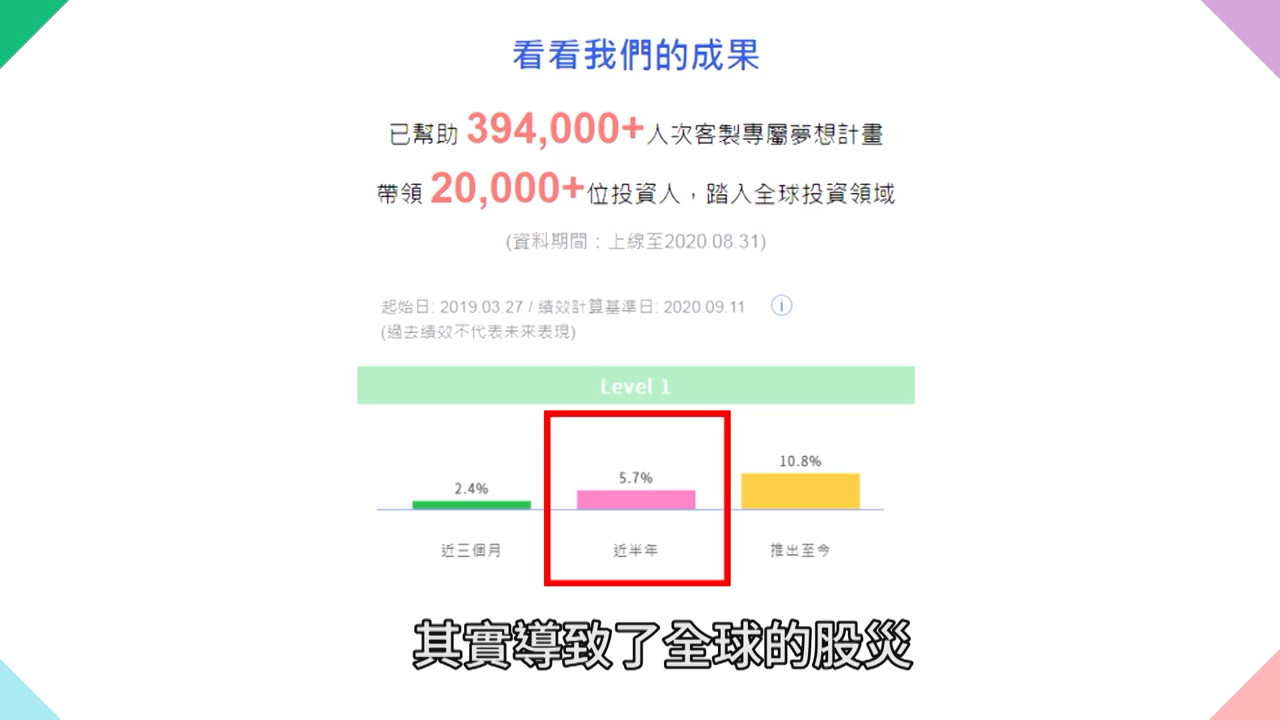 看看我們的成果
已幫助 394,000+人次客製專屬夢想計畫
帶領 20,000+位投資人，踏入全球投資領域
(資料期間：上線至2020.08.31)
起始日: 2019.03.27 / 績效計算基準日: 2020.09.11 i
(過去績效不代表未來表現)
Level 1
2.4% 5.7% 10.8%
近三個月 近半年 推出至今
其實導致了全球的股災